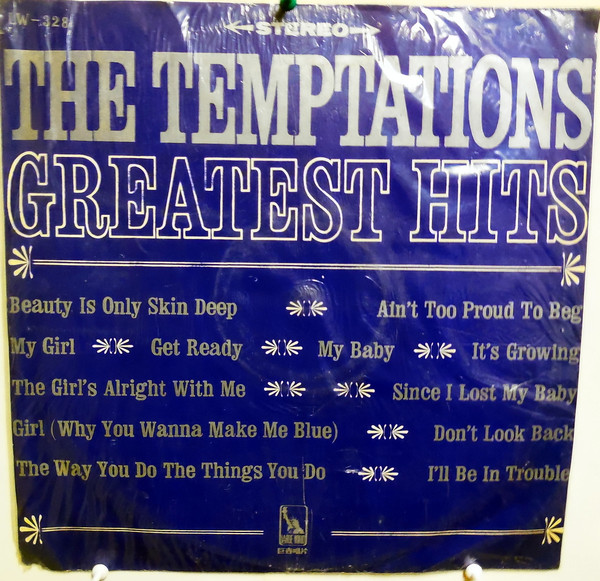 LW-328
STEREO
THE TEMPTATIONS
GREATEST HITS
Beauty Is Only Skin Deep Ain't Too Proud To Beg
My Girl Get Ready My Baby It's Growing
The Girl's Alright With Me Since I Lost My Baby
Girl (Why You Wanna Make Me Blue) Don't Look Back
The Way You Do The Things You Do I'll Be In Trouble